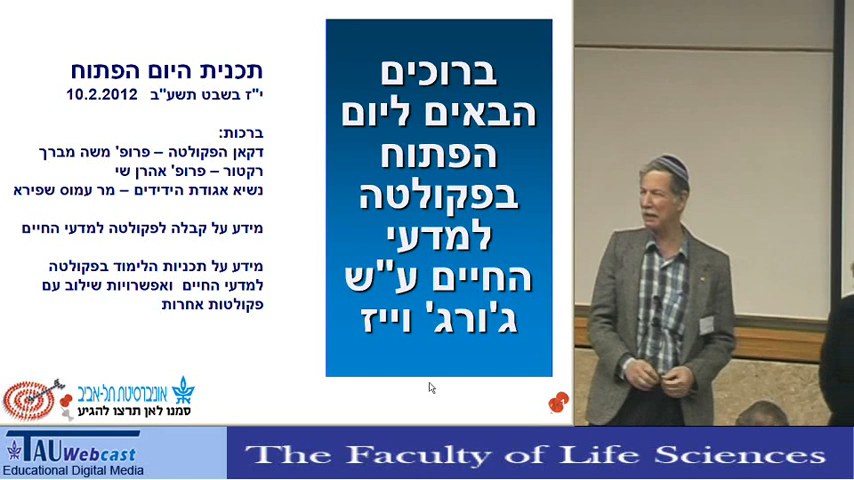 תכנית היום הפתוח
י"ז בשבט תשע"ב 10.2.2012
ברכות:
דקאן הפקולטה – פרופ' משה מברך
רקטור – פרופ' אהרן שי
נשיא אגודת הידידים – מר עמוס שפירא
מידע על קבלה לפקולטה למדעי החיים
מידע על תכניות הלימוד בפקולטה
למדעי החיים ואפשרויות שילוב עם
פקולטות אחרות
ברוכים
הבאים ליום
הפתוח
בפקולטה
למדעי
החיים ע"ש
ג'ורג' וייז
אוניברסיטת תל-אביב
סמנו לאן תרצו להגיע
1
TAU Webcast
Educational Digital Media
The Faculty of Life Sciences